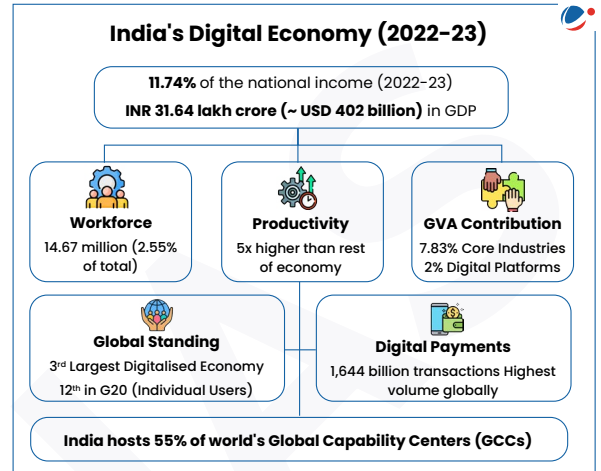 India's Digital Economy (2022-23)
11.74% of the national income (2022-23)
INR 31.64 lakh crore (~ USD 402 billion) in GDP
Workforce
14.67 million (2.55%
of total)
Productivity
5x higher than rest
of economy
GVA Contribution
7.83% Core Industries
2% Digital Platforms
Global Standing
3rd Largest Digitalised Economy
12th in G20 (Individual Users)
Digital Payments
1,644 billion transactions Highest
volume globally
India hosts 55% of world's Global Capability Centers (GCCs)